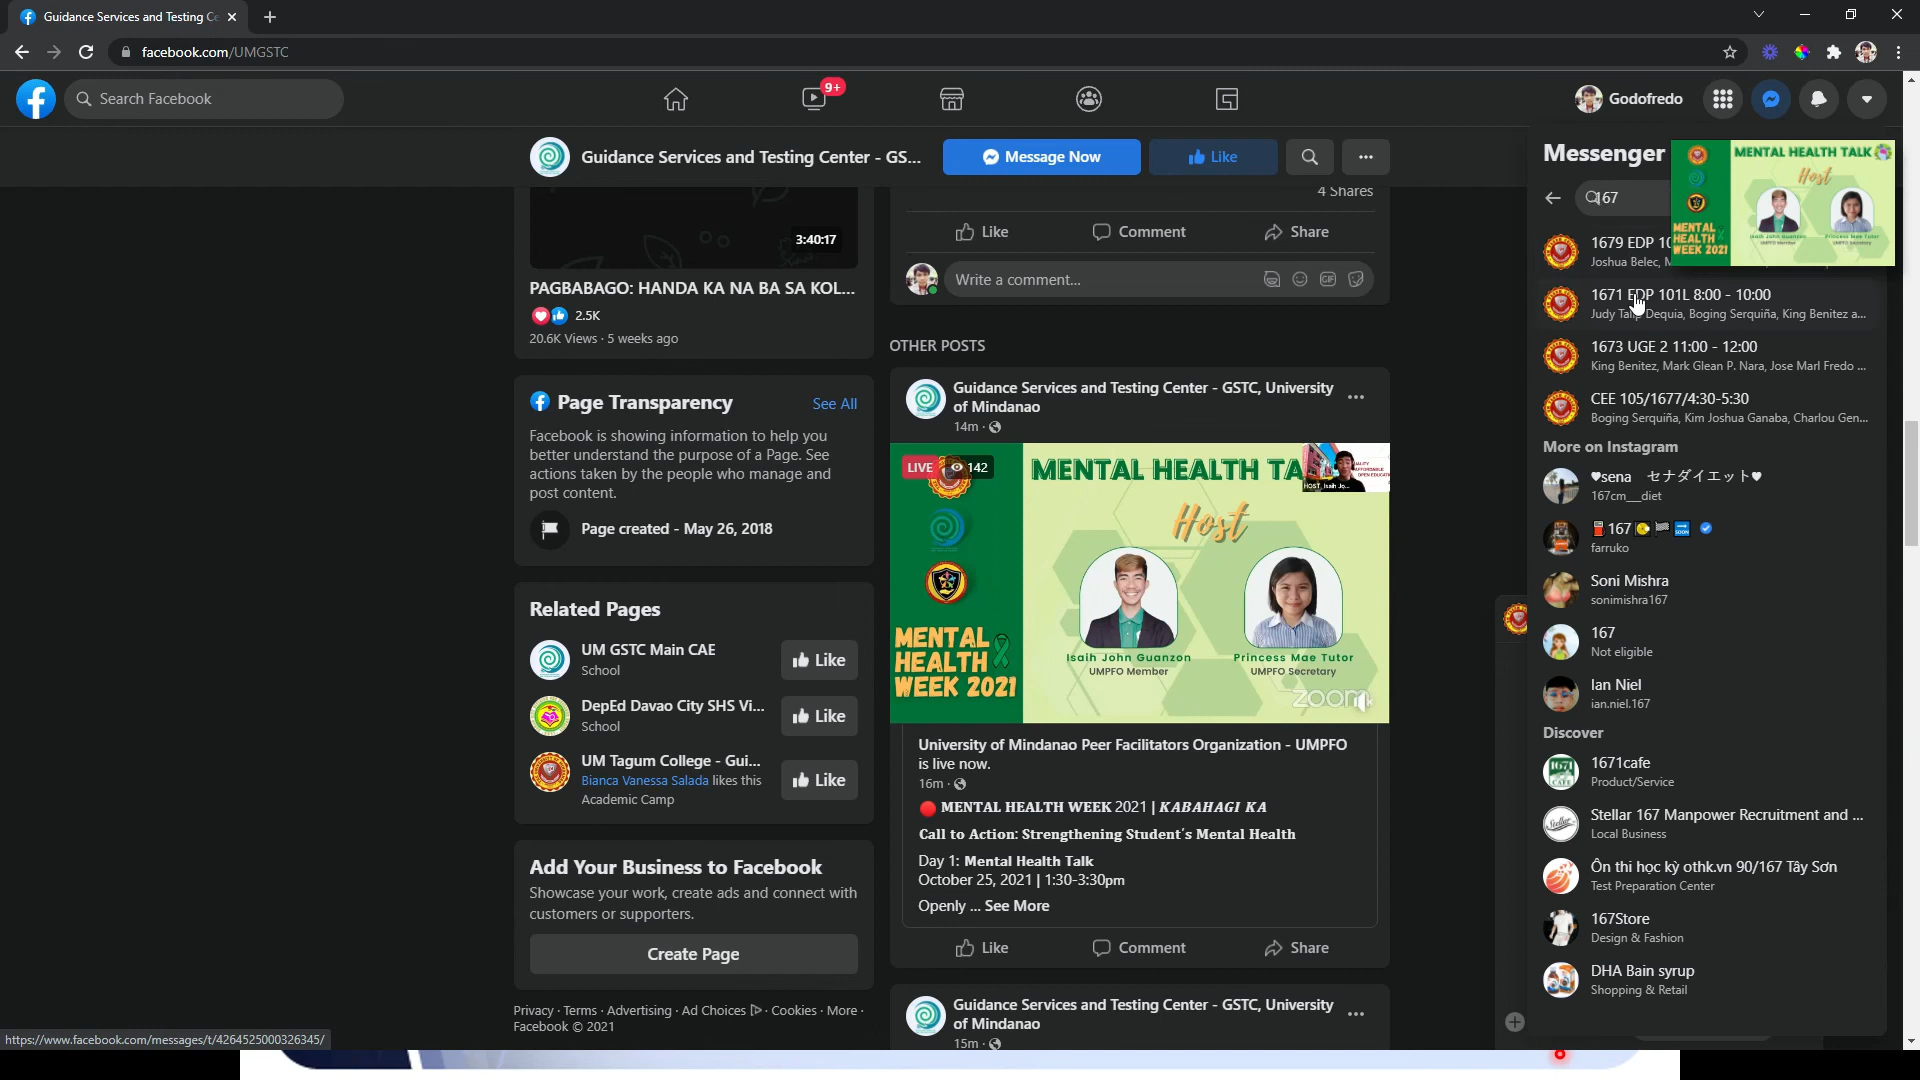 Guidance Services and Testing Ce
facebook.com/UMGSTC
Search Facebook
9+
Godofredo
Guidance Services and Testing Center - GS...
Message Now
Like
3:40:17
PAGBABAGO: HANDA KA NA BA SA KOL...
2.5K
20.6K Views · 5 weeks ago
Page Transparency
See All
Facebook is showing information to help you
better understand the purpose of a Page. See
actions taken by the people who manage and
post content.
Page created - May 26, 2018
Related Pages
UM GSTC Main CAE
School
Like
DepEd Davao City SHS Vi...
School
Like
UM Tagum College - Gui...
Bianca Vanessa Salada likes this
Academic Camp
Like
Add Your Business to Facebook
Showcase your work, create ads and connect with
customers or supporters.
Create Page
Privacy · Terms · Advertising · Ad Choices · Cookies · More ·
Facebook © 2021
https://www.facebook.com/messages/t/4264525000326345/
4 Shares
Like
Comment
Share
Write a comment...
GIF
OTHER POSTS
Guidance Services and Testing Center - GSTC, University
of Mindanao
14m ·
LIVE
142
MENTAL HEALTH TA
Host
HOST_Isaih Jo...
MENTAL
HEALTH
WEEK 2021
Isaih John Guanzon
UMPFO Member
Princess Mae Tutor
UMPFO Secretary
zoom
University of Mindanao Peer Facilitators Organization - UMPFO
is live now.
16m ·
MENTAL HEALTH WEEK 2021 | KABAHAGI KA
Call to Action: Strengthening Student's Mental Health
Day 1: Mental Health Talk
October 25, 2021 | 1:30-3:30pm
Openly ... See More
Like
Comment
Share
Guidance Services and Testing Center - GSTC, University
of Mindanao
15m ·
Messenger
167
MENTAL HEALTH TALK
Host
MENTAL
HEALTH
WEEK 2021
Isaih John Guanzon
UMPFO Member
Princess Mae Tutor
UMPFO Secretary
1679 EDP 10
Joshua Belec, M
1671 EDP 101L 8:00 - 10:00
Judy Talip Dequia, Boging Serquiña, King Benitez a...
1673 UGE 2 11:00 - 12:00
King Benitez, Mark Glean P. Nara, Jose Marl Fredo ...
CEE 105/1677/4:30-5:30
Boging Serquiña, Kim Joshua Ganaba, Charlou Gen...
More on Instagram
♥sena セナダイエット♥
167cm__diet
167 SOON
farruko
Soni Mishra
sonimishra167
167
Not eligible
Ian Niel
ian.niel.167
Discover
1671cafe
Product/Service
Stellar 167 Manpower Recruitment and ...
Local Business
Ôn thi học kỳ othk.vn 90/167 Tây Sơn
Test Preparation Center
167Store
Design & Fashion
DHA Bain syrup
Shopping & Retail